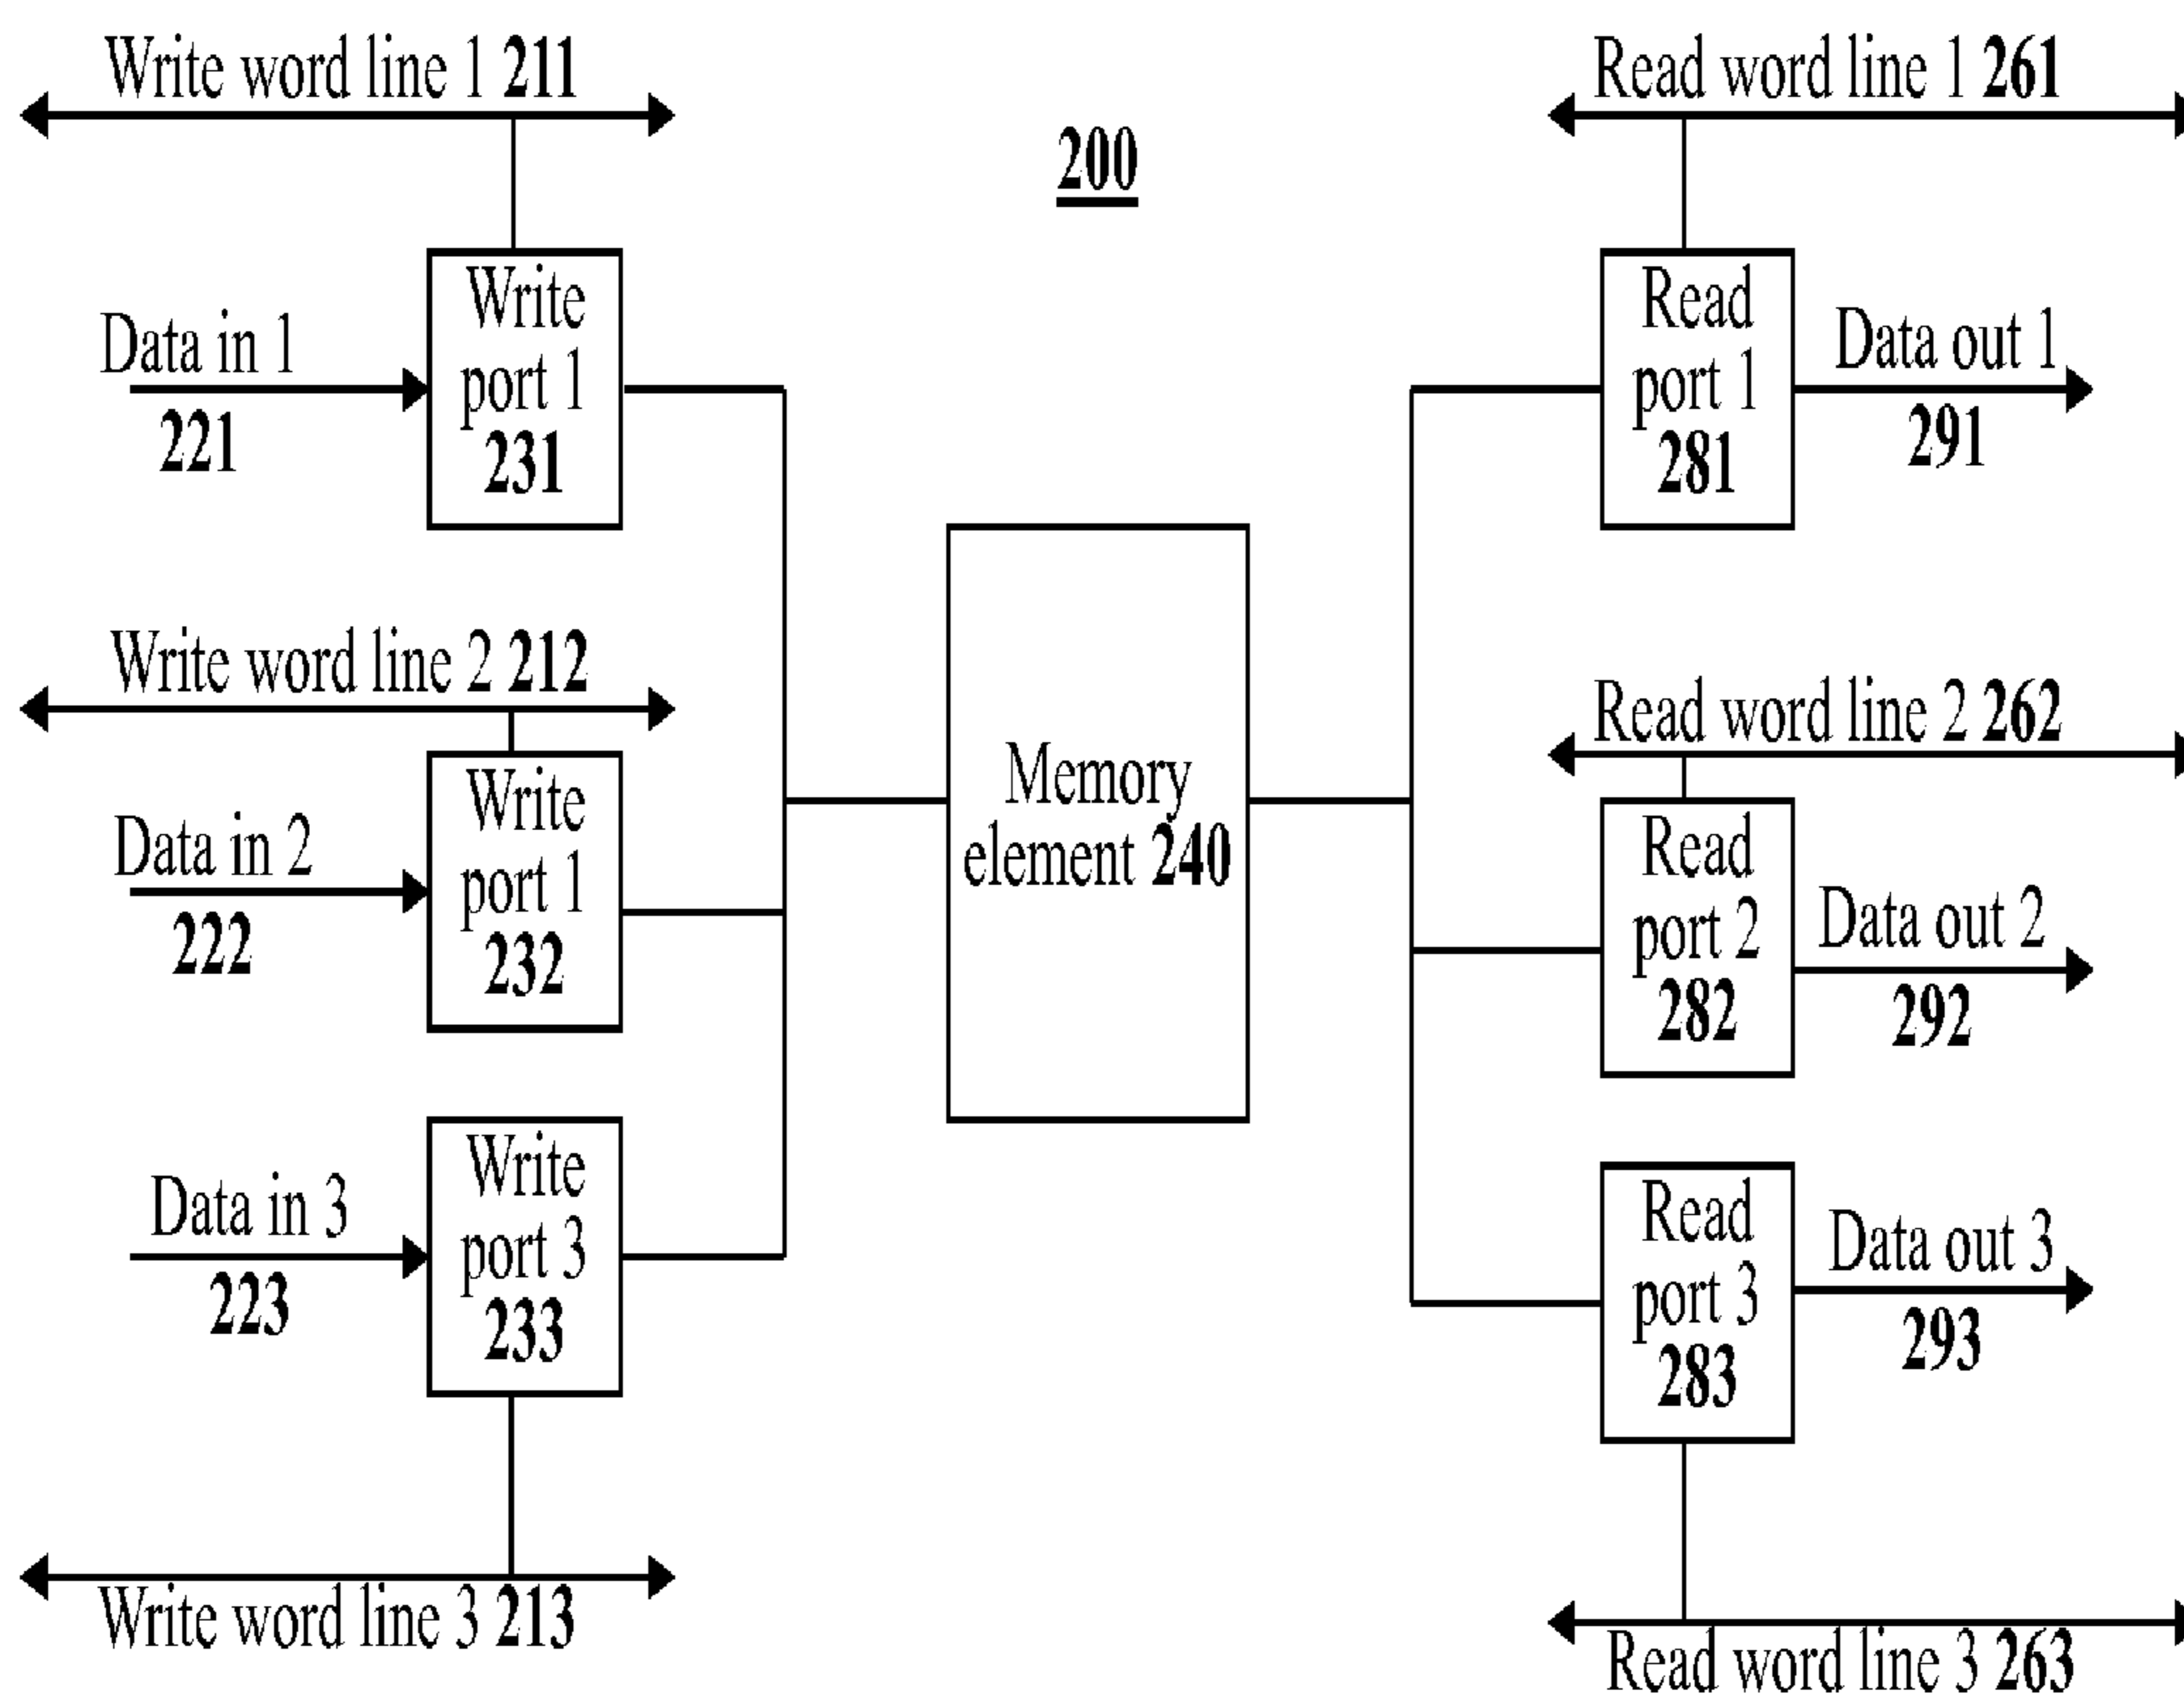 Write word line 1 211
Read word line 1 261
200
Write
port 1
231
Data in 1
221
Read
port 1
281
Data out 1
291
Write word line 2 212
Read word line 2 262
Write
port 1
232
Data in 2
222
Memory
element 240
Read
port 2
282
Data out 2
292
Write
port 3
233
Data in 3
223
Read
port 3
283
Data out 3
293
Write word line 3 213
Read word line 3 263